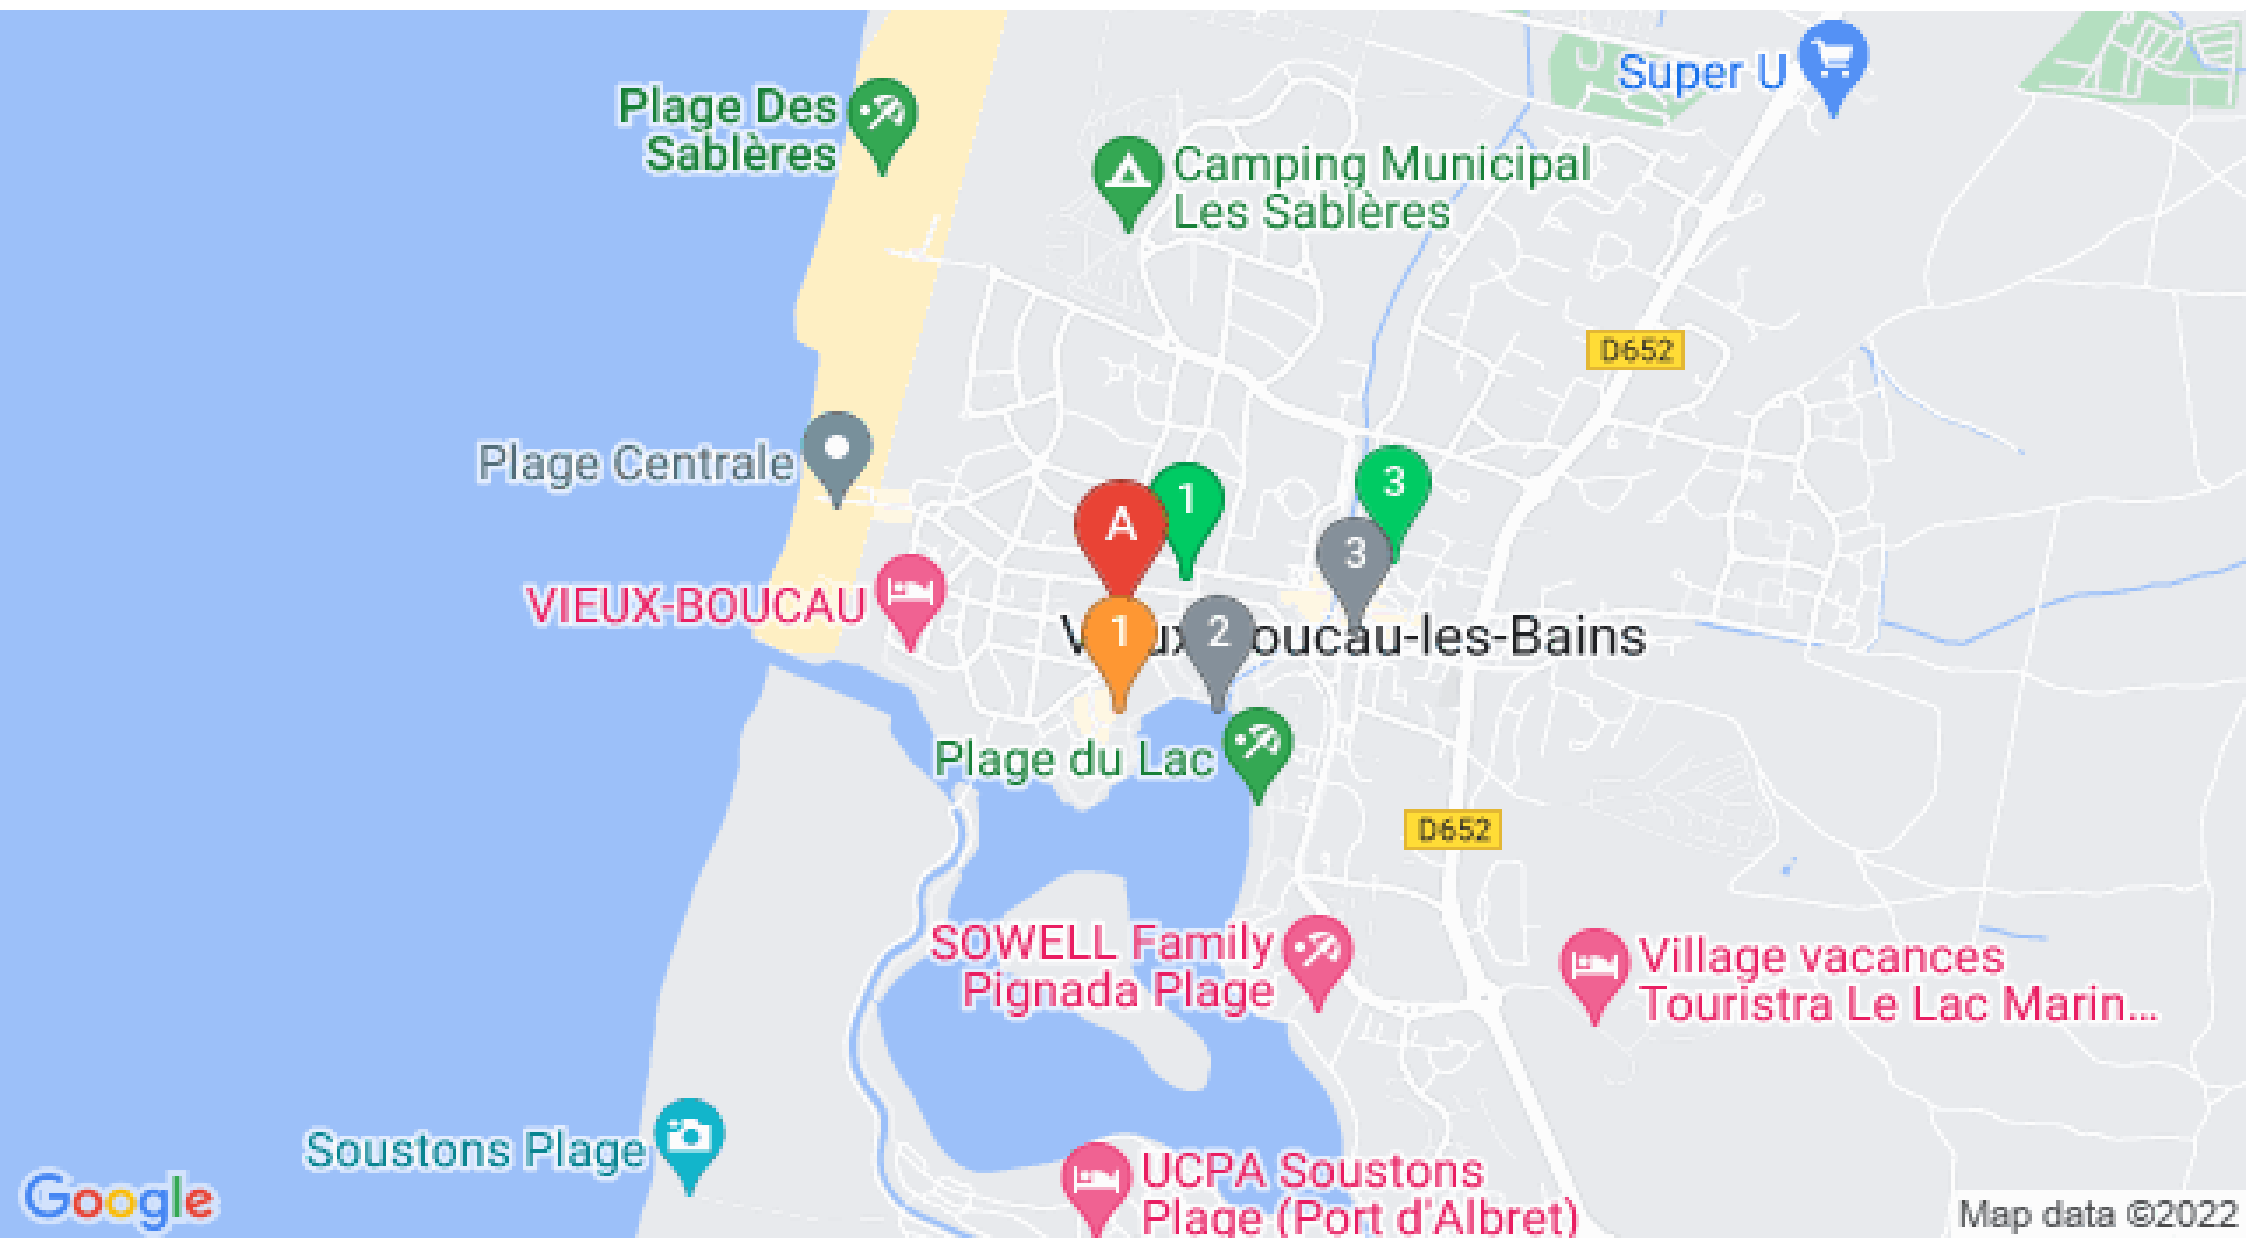 Super U
Plage Des
Sablères
Camping Municipal
Les Sablères
D652
Plage Centrale
1
3
A
3
VIEUX-BOUCAU
1
2
Vieux-Boucau-les-Bains
Plage du Lac
D652
SOWELL Family
Pignada Plage
Village vacances
Touristra Le Lac Marin...
Soustons Plage
UCPA Soustons
Plage (Port d'Albret)
Google
Map data ©2022